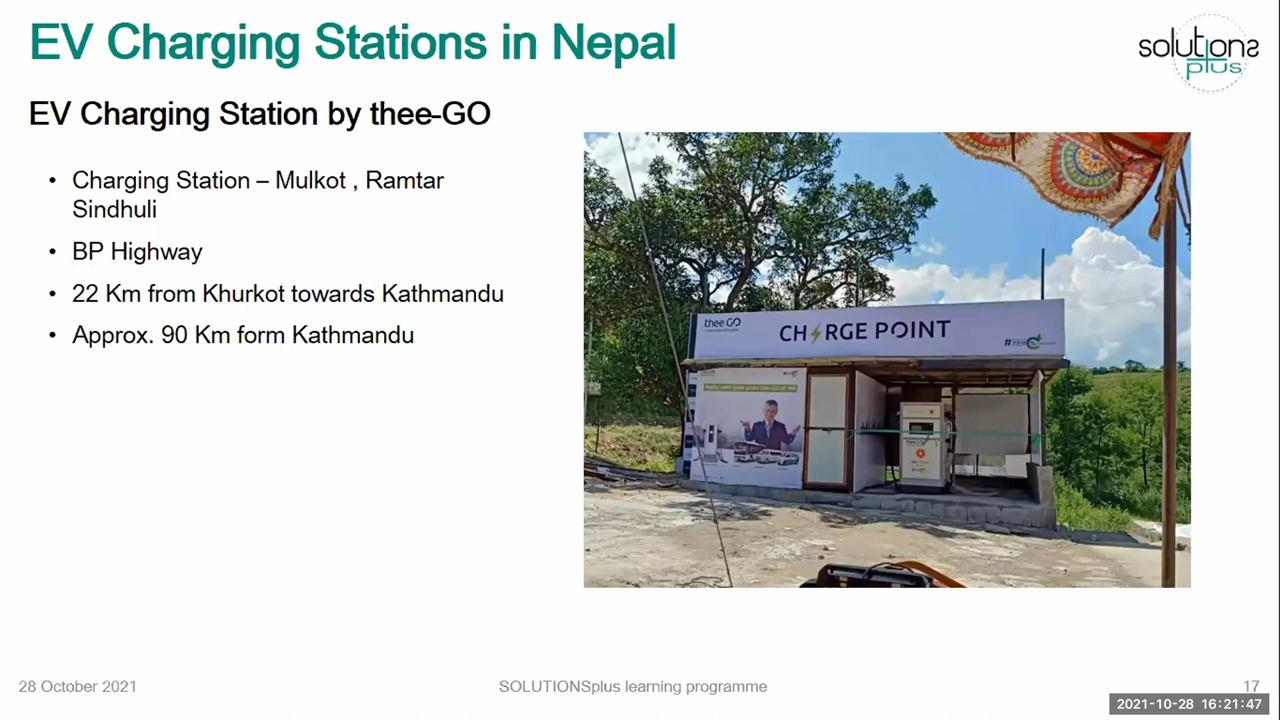 EV Charging Stations in Nepal
solutions
plus
EV Charging Station by thee-GO
• Charging Station – Mulkot , Ramtar
Sindhuli
• BP Highway
• 22 Km from Khurkot towards Kathmandu
• Approx. 90 Km form Kathmandu
thee GO
CHARGE POINT
28 October 2021
SOLUTIONSplus learning programme
17
2021-10-28 16:21:47